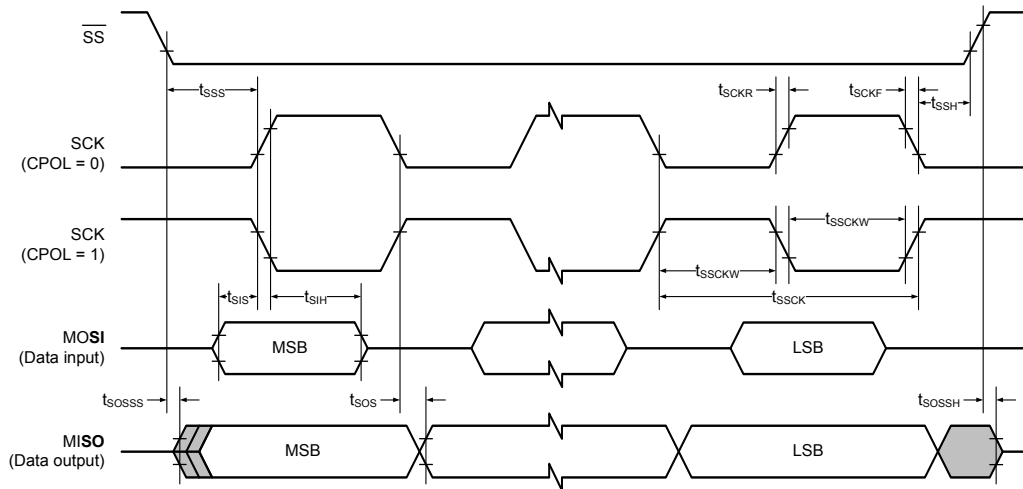 SS
tSSS
tSCKR
tSCKF
tSSH
SCK
(CPOL = 0)
SCK
(CPOL = 1)
tSSCKW
tSSCKW
tSIS
tSIH
tSSCK
MOSI
(Data input)
MSB
LSB
tSOSSS
tSOS
tSOSSH
MISO
(Data output)
MSB
LSB